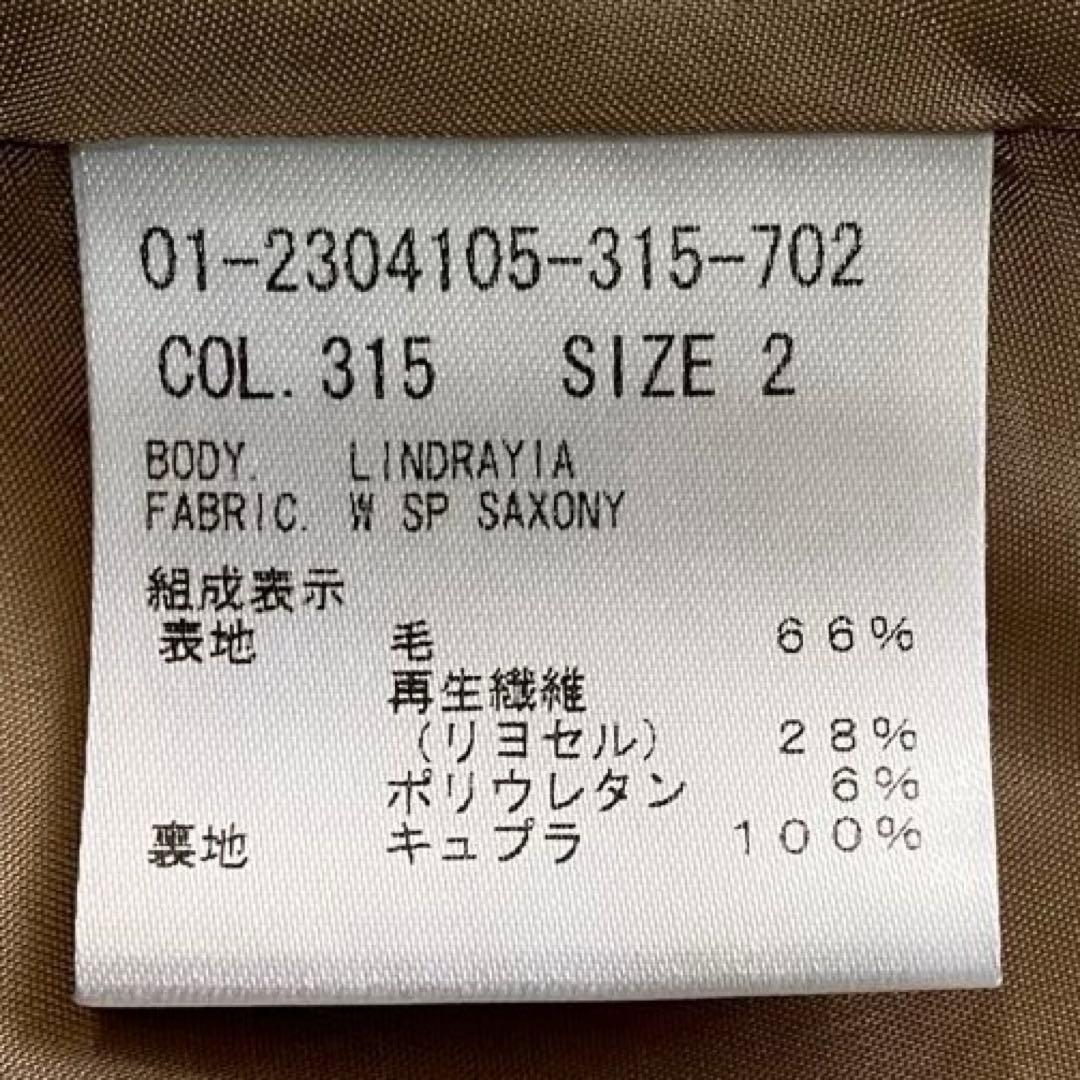 01-2304105-315-702
COL. 315 SIZE 2
BODY. LINDRAYIA
FABRIC. W SP SAXONY
組成表示
表地 毛 66%
再生繊維
(リヨセル) 28%
ポリウレタン 6%
裏地 キュプラ 100%